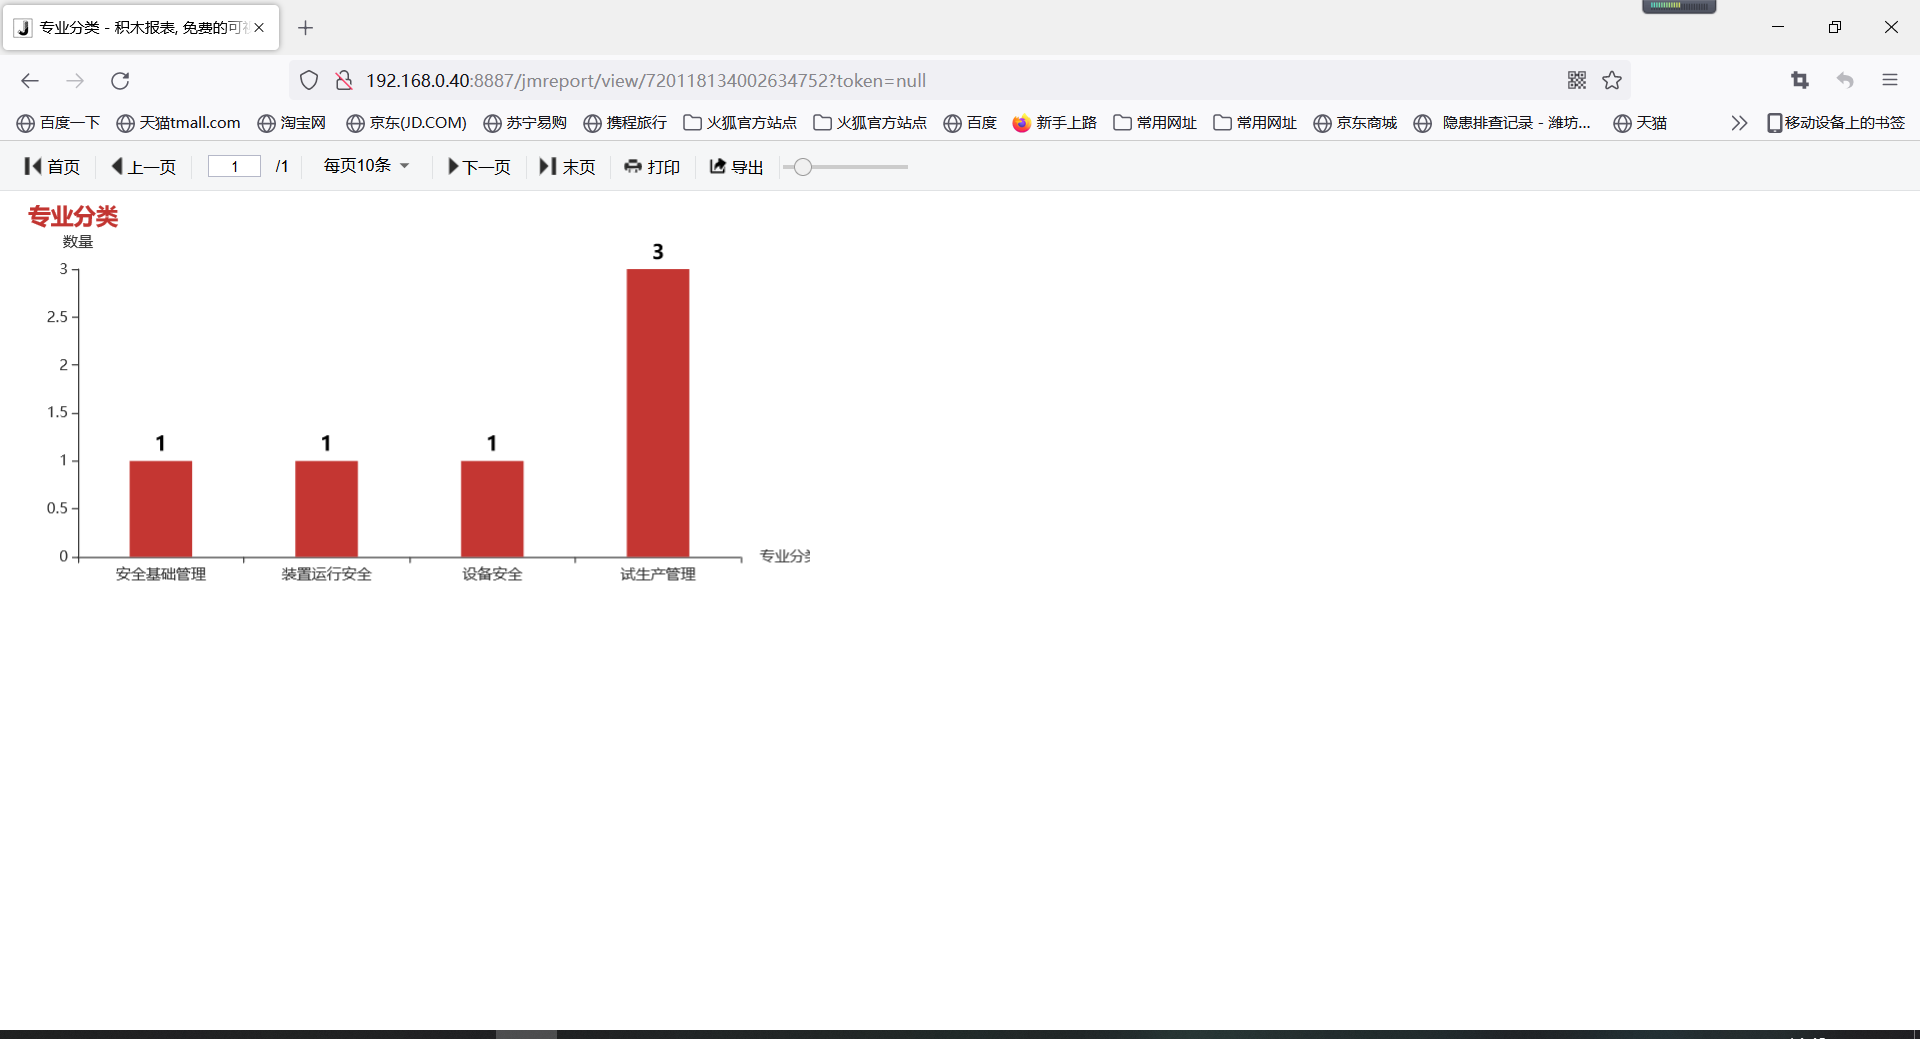 专业分类 - 积木报表, 免费的可视
192.168.0.40:8887/jmreport/view/720118134002634752?token=null
百度一下 天猫tmall.com 淘宝网 京东(JD.COM) 苏宁易购 携程旅行 火狐官方站点 火狐官方站点 百度 新手上路 常用网址 常用网址 京东商城 隐患排查记录 - 潍坊... 天猫 移动设备上的书签
首页 上一页 1 /1 每页10条 下一页 末页 打印 导出
专业分类
数量
3
3
2.5
2
1.5
1 1 1
1
0.5
0
专业分类
安全基础管理 装置运行安全 设备安全 试生产管理